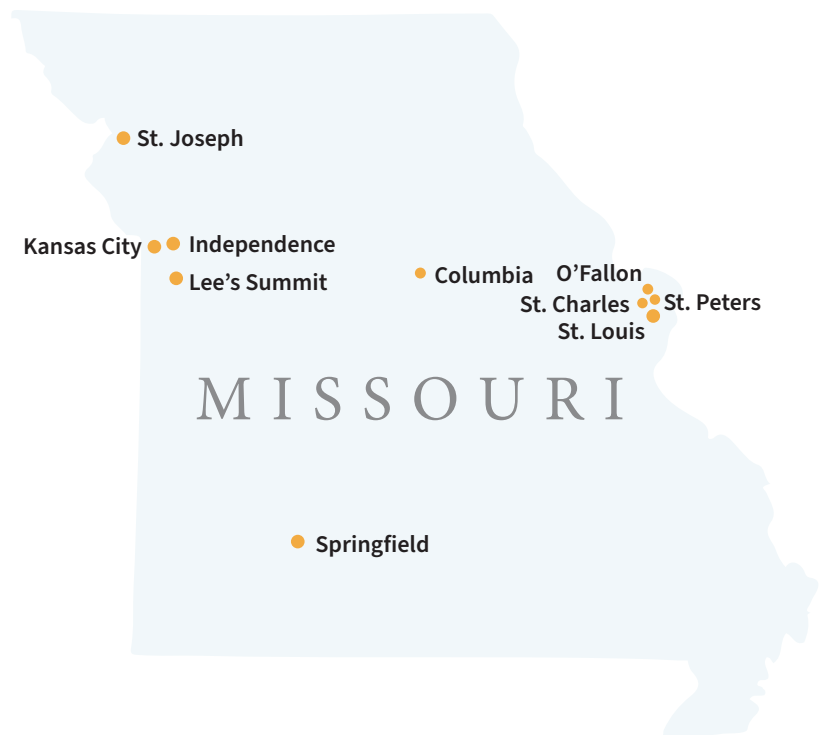 St. Joseph
Kansas City
Independence
Lee’s Summit
Columbia
O’Fallon
St. Charles
St. Peters
St. Louis
MISSOURI
Springfield